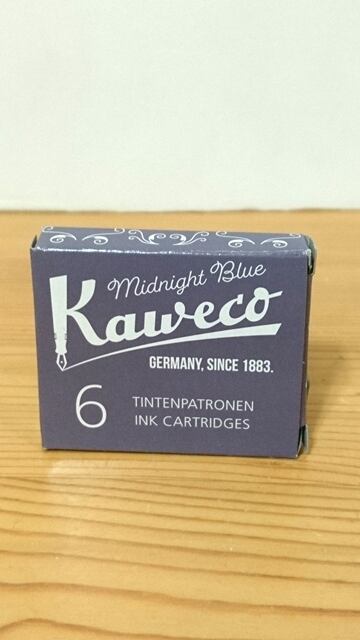 Midnight Blue
Kaweco
GERMANY, SINCE 1883.
6
TINTENPATRONEN
INK CARTRIDGES